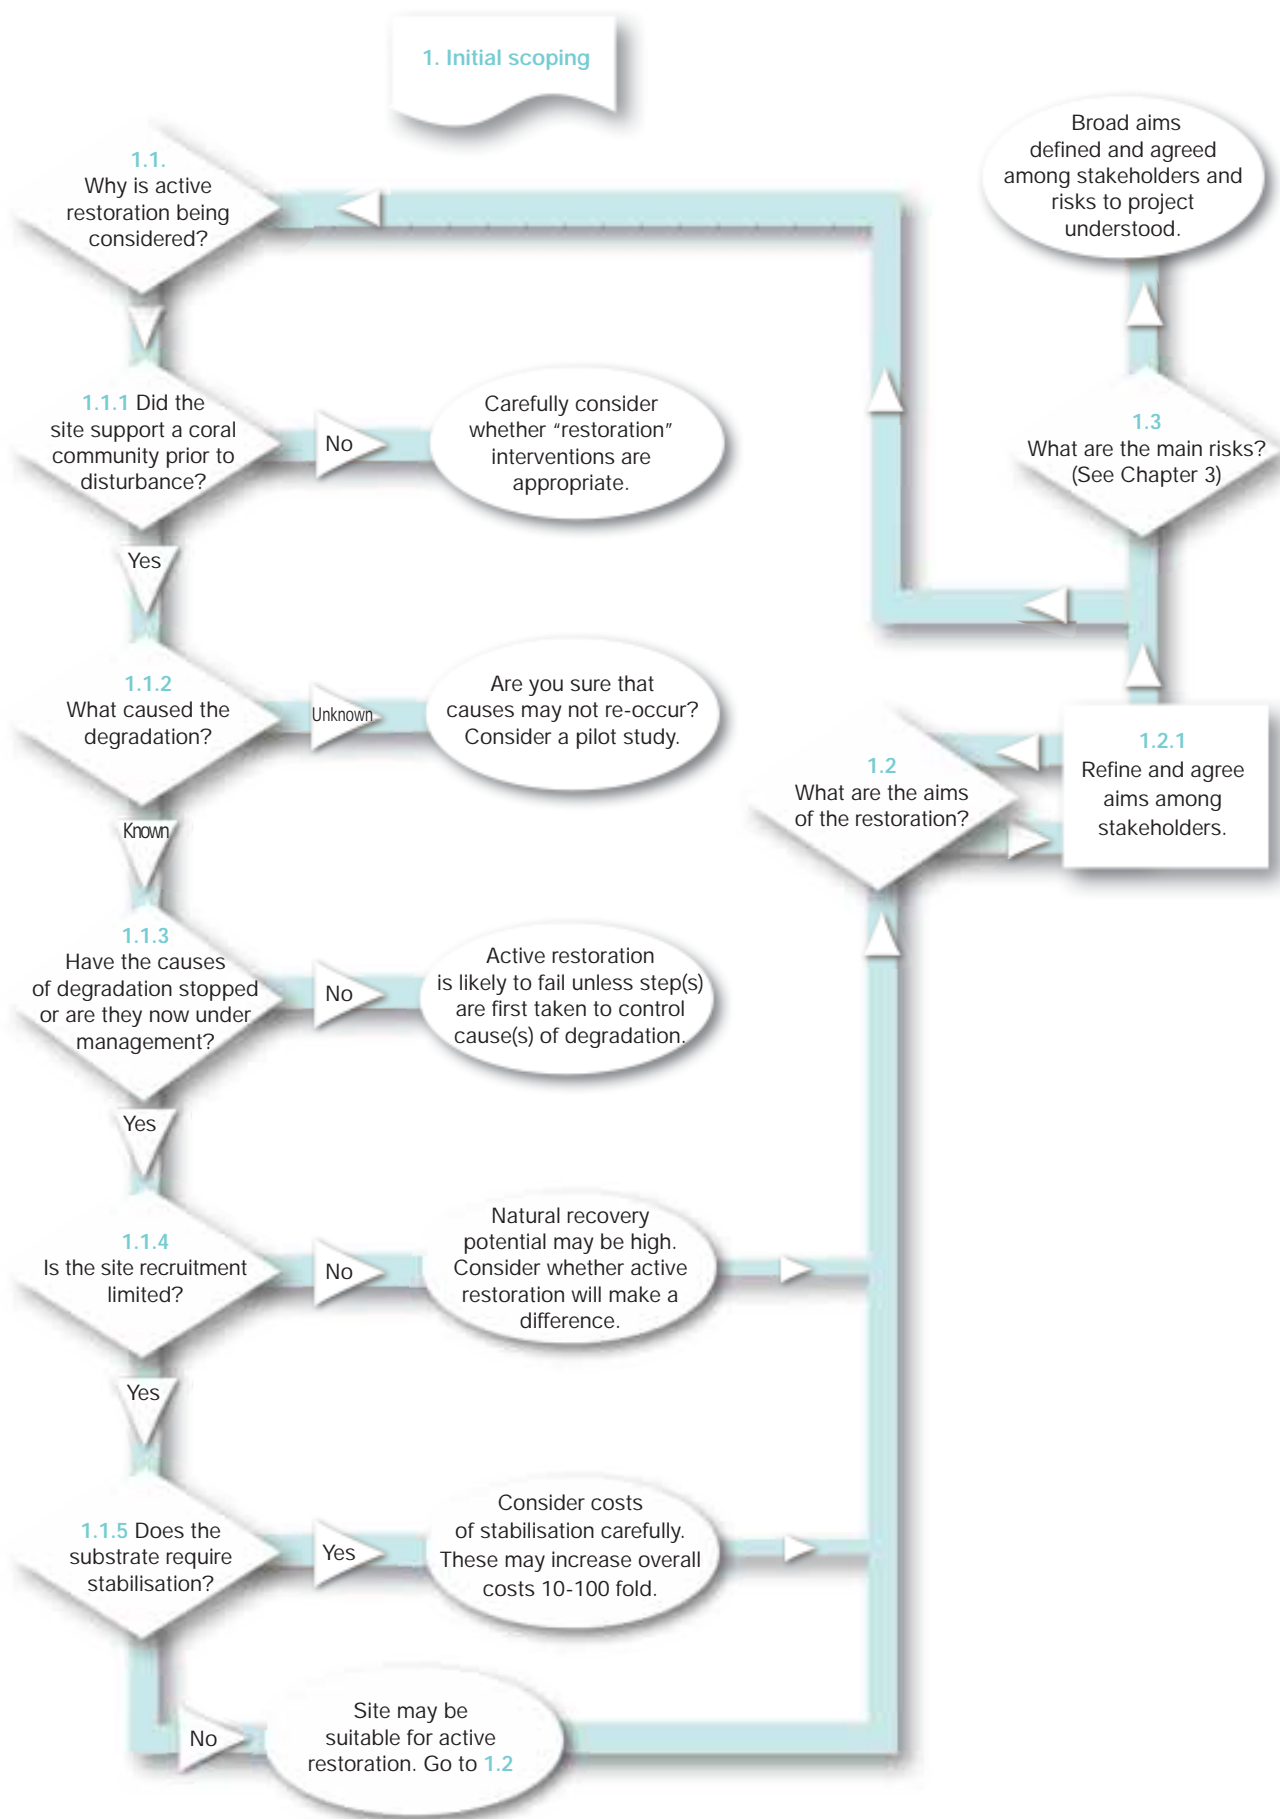 1. Initial scoping
1.1.
Why is active
restoration being
considered?
1.1.1 Did the
site support a coral
community prior to
disturbance?
No
Carefully consider
whether “restoration”
interventions are
appropriate.
Yes
1.1.2
What caused the
degradation?
Unknown
Are you sure that
causes may not re-occur?
Consider a pilot study.
Known
1.1.3
Have the causes
of degradation stopped
or are they now under
management?
No
Active restoration
is likely to fail unless step(s)
are first taken to control
cause(s) of degradation.
Yes
1.1.4
Is the site recruitment
limited?
No
Natural recovery
potential may be high.
Consider whether active
restoration will make a
difference.
Yes
1.1.5 Does the
substrate require
stabilisation?
Yes
Consider costs
of stabilisation carefully.
These may increase overall
costs 10-100 fold.
No
Site may be
suitable for active
restoration. Go to 1.2
1.2
What are the aims
of the restoration?
1.2.1
Refine and agree
aims among
stakeholders.
1.3
What are the main risks?
(See Chapter 3)
Broad aims
defined and agreed
among stakeholders and
risks to project
understood.